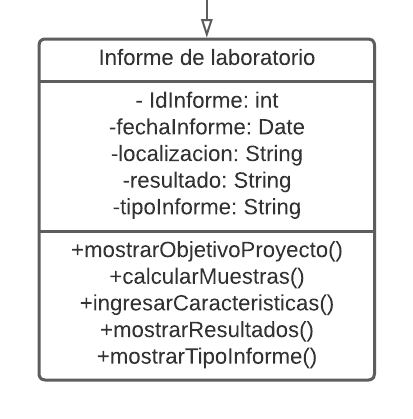 Informe de laboratorio
- IdInforme: int
-fechaInforme: Date
-localizacion: String
-resultado: String
-tipoInforme: String
+mostrarObjetivoProyecto()
+calcularMuestras()
+ingresarCaracteristicas()
+mostrarResultados()
+mostrarTipoInforme()